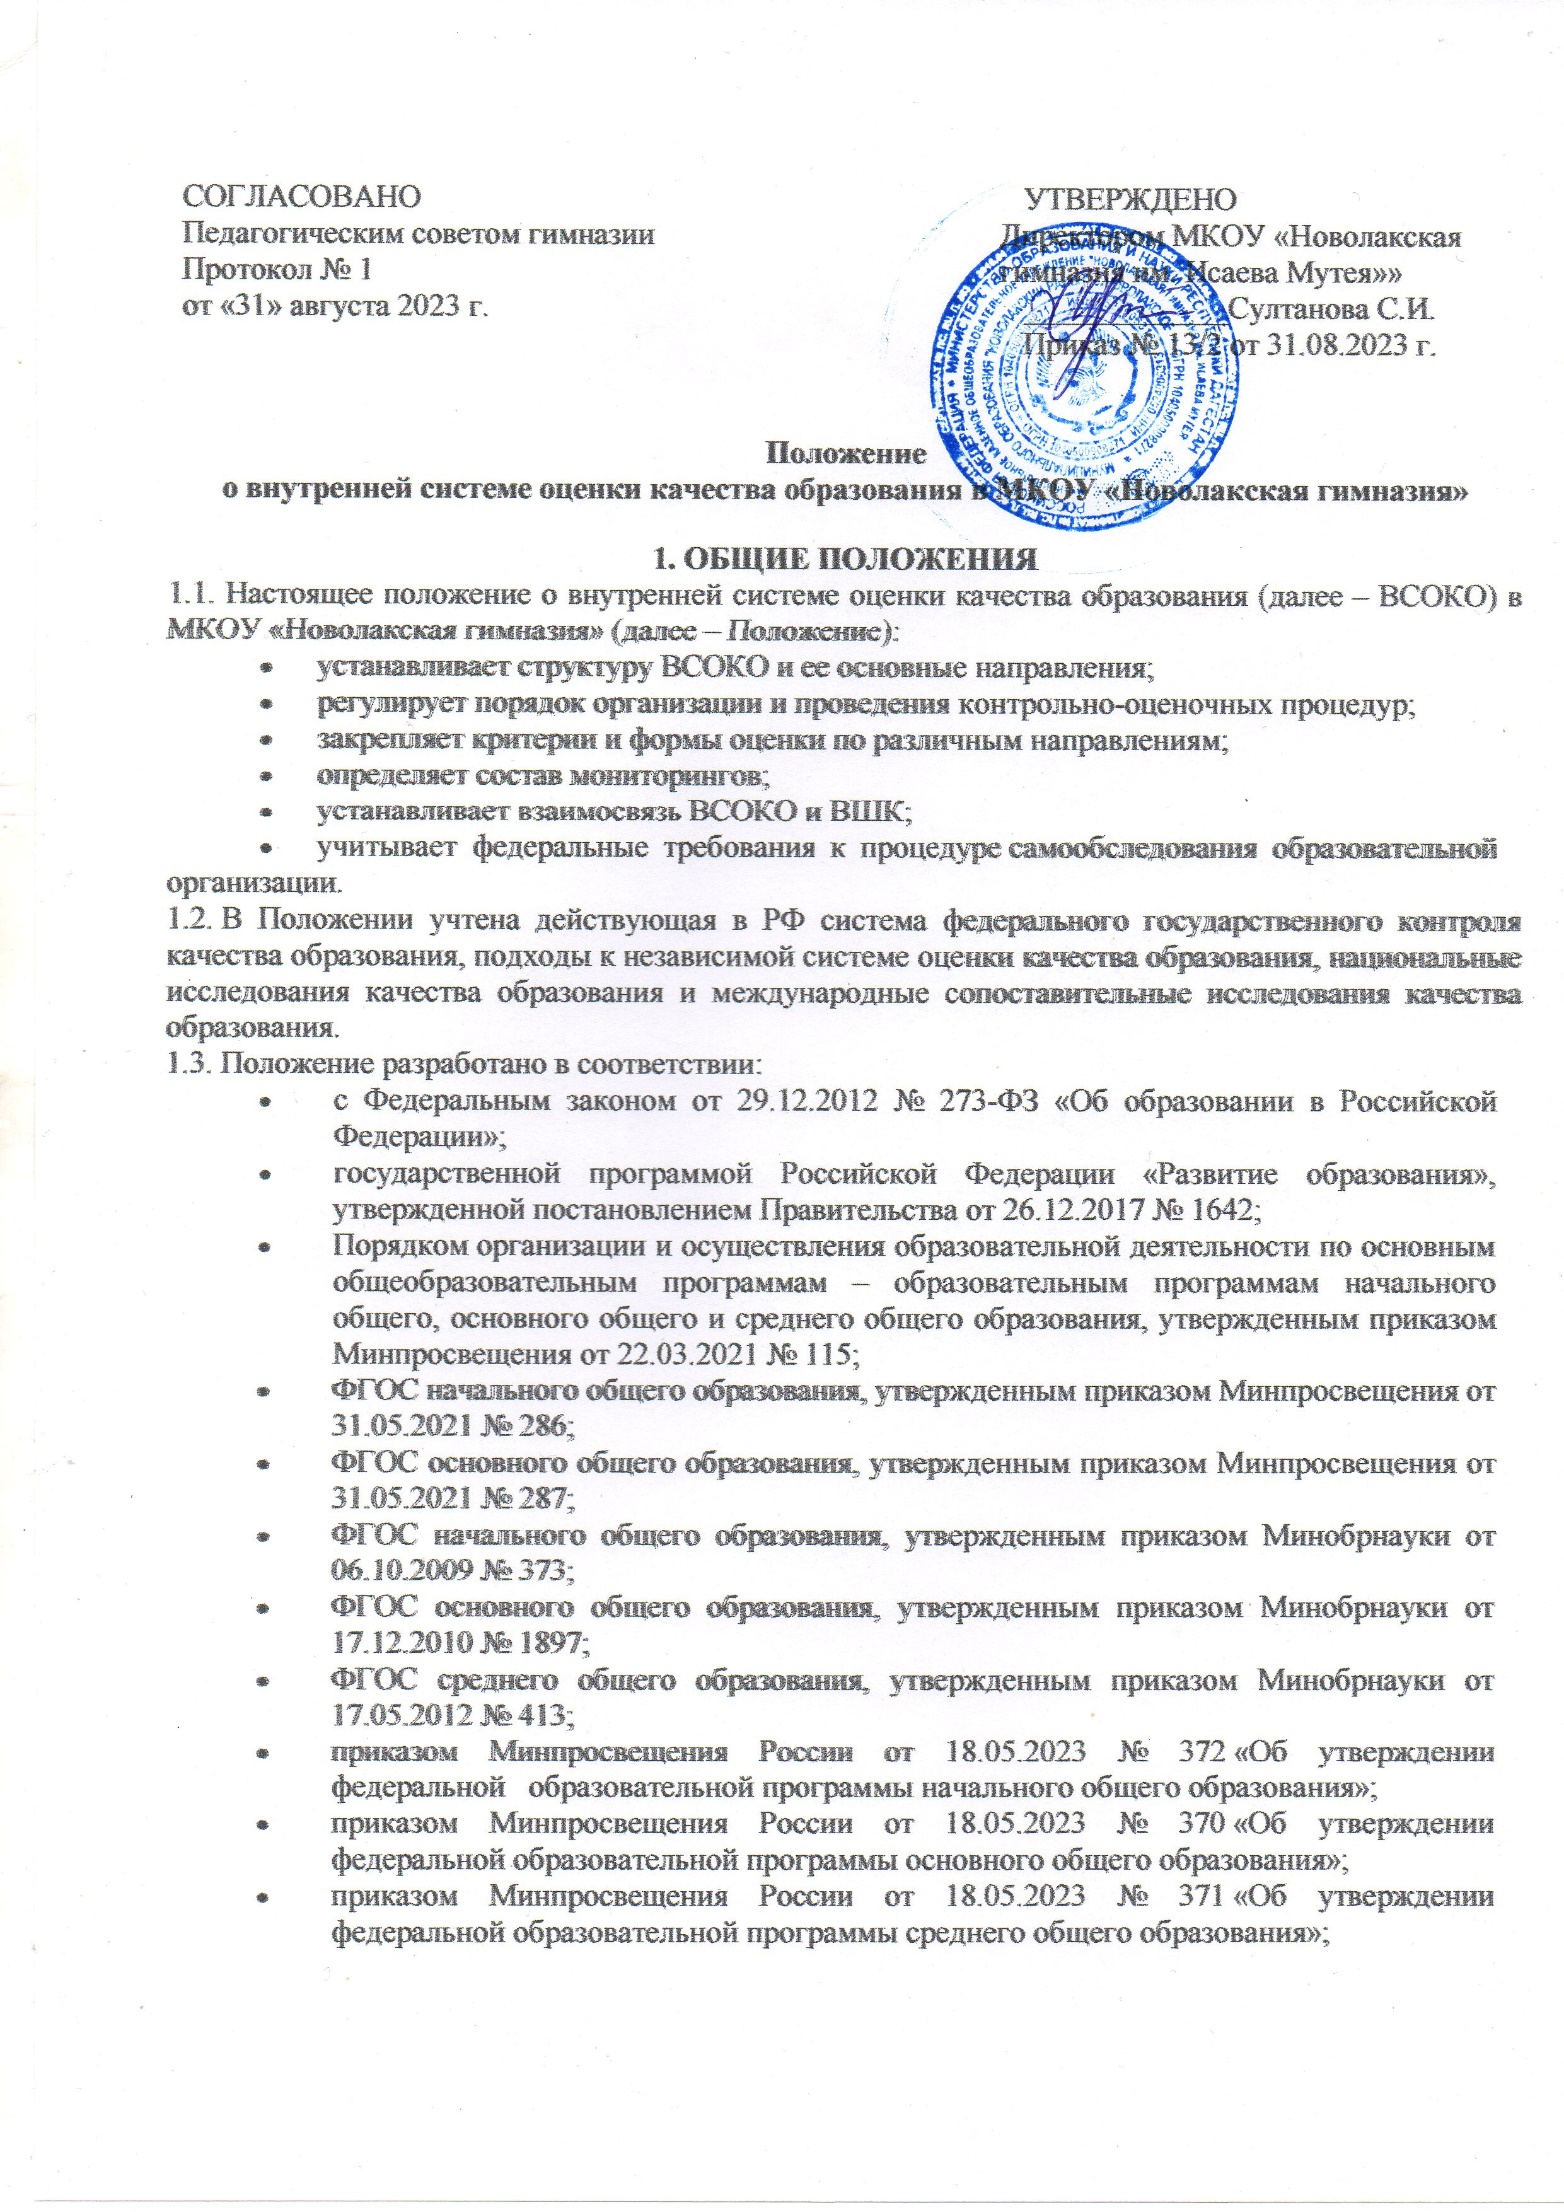 СОГЛАСОВАНО
Педагогическим советом гимназии
Протокол № 1
от «31» августа 2023 г.
УТВЕРЖДЕНО
Директором МКОУ «Новолакская
гимназия им. Исаева Мутея»»
Султанова С.И.
Приказ № 13/2 от 31.08.2023 г.
Положение
о внутренней системе оценки качества образования в МКОУ «Новолакская гимназия»
1. ОБЩИЕ ПОЛОЖЕНИЯ
1.1. Настоящее положение о внутренней системе оценки качества образования (далее – ВСОКО) в
МКОУ «Новолакская гимназия» (далее – Положение):
• устанавливает структуру ВСОКО и ее основные направления;
• регулирует порядок организации и проведения контрольно-оценочных процедур;
• закрепляет критерии и формы оценки по различным направлениям;
• определяет состав мониторингов;
• устанавливает взаимосвязь ВСОКО и ВШК;
• учитывает федеральные требования к процедуре самообследования образовательной
организации.
1.2. В Положении учтена действующая в РФ система федерального государственного контроля
качества образования, подходы к независимой системе оценки качества образования, национальные
исследования качества образования и международные сопоставительные исследования качества
образования.
1.3. Положение разработано в соответствии:
• с Федеральным законом от 29.12.2012 № 273-ФЗ «Об образовании в Российской
Федерации»;
• государственной программой Российской Федерации «Развитие образования»,
утвержденной постановлением Правительства от 26.12.2017 № 1642;
• Порядком организации и осуществления образовательной деятельности по основным
общеобразовательным программам – образовательным программам начального
общего, основного общего и среднего общего образования, утвержденным приказом
Минпросвещения от 22.03.2021 № 115;
• ФГОС начального общего образования, утвержденным приказом Минпросвещения от
31.05.2021 № 286;
• ФГОС основного общего образования, утвержденным приказом Минпросвещения от
31.05.2021 № 287;
• ФГОС начального общего образования, утвержденным приказом Минобрнауки от
06.10.2009 № 373;
• ФГОС основного общего образования, утвержденным приказом Минобрнауки от
17.12.2010 № 1897;
• ФГОС среднего общего образования, утвержденным приказом Минобрнауки от
17.05.2012 № 413;
• приказом Минпросвещения России от 18.05.2023 № 372 «Об утверждении
федеральной образовательной программы начального общего образования»;
• приказом Минпросвещения России от 18.05.2023 № 370 «Об утверждении
федеральной образовательной программы основного общего образования»;
• приказом Минпросвещения России от 18.05.2023 № 371 «Об утверждении
федеральной образовательной программы среднего общего образования»;